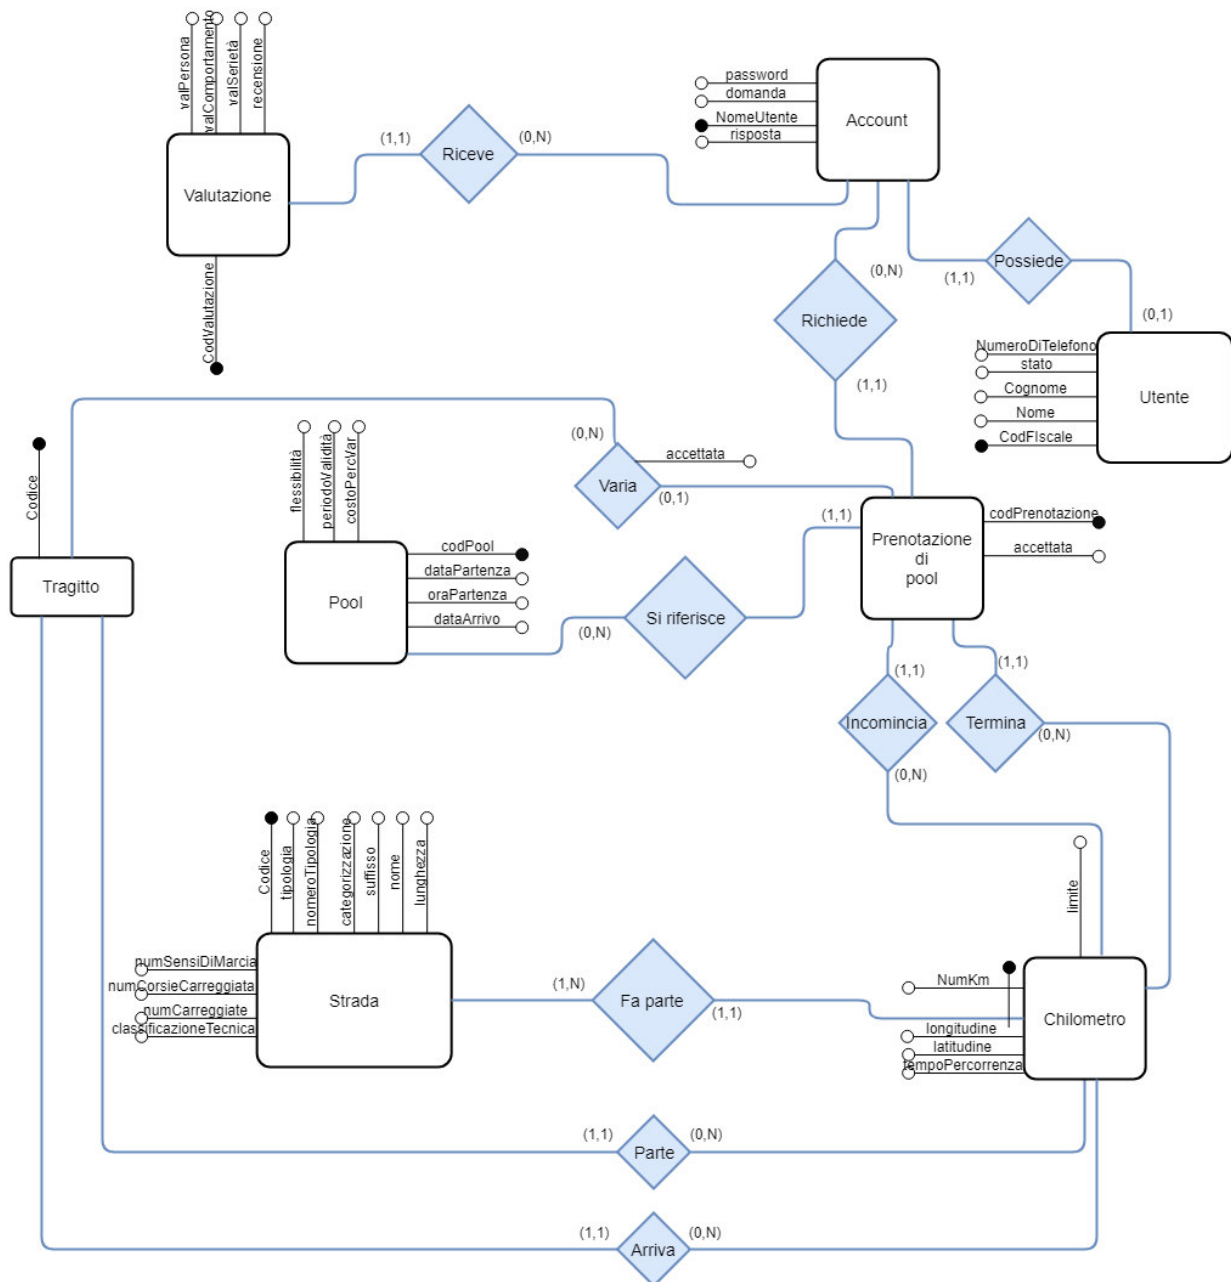 valPersona
valComportamento
valSerietà
recensione
Valutazione
CodValutazione
(1,1)
Riceve
(0,N)
password
domanda
NomeUtente
risposta
Account
(0,N)
Richiede
(1,1)
(1,1)
Possiede
(0,1)
NumeroDiTelefono
stato
Cognome
Nome
CodFIscale
Utente
Codice
Tragitto
(0,N)
Varia
accettata
(0,1)
flessibilità
periodoValidità
costoPercVar
Pool
codPool
dataPartenza
oraPartenza
dataArrivo
(0,N)
Si riferisce
(1,1)
Prenotazione
di
pool
codPrenotazione
accettata
(1,1)
Incomincia
(0,N)
(1,1)
Termina
(0,N)
Codice
tipologia
nomeroTipologia
categorizzazione
suffisso
nome
lunghezza
numSensiDiMarcia
numCorsieCarreggiata
numCarreggiate
classificazioneTecnica
Strada
(1,N)
Fa parte
(1,1)
limite
NumKm
longitudine
latitudine
tempoPercorrenza
Chilometro
(1,1)
Parte
(0,N)
(1,1)
Arriva
(0,N)